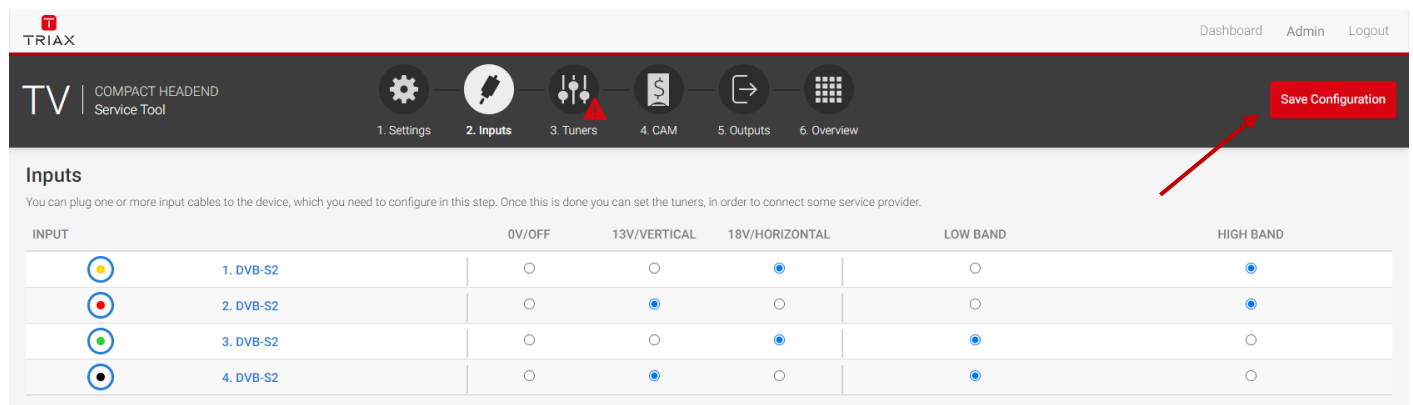 T
TRIAX
Dashboard Admin Logout
TV COMPACT HEADEND
Service Tool
1. Settings 2. Inputs 3. Tuners 4. CAM 5. Outputs 6. Overview
Save Configuration
Inputs
You can plug one or more input cables to the device, which you need to configure in this step. Once this is done you can set the tuners, in order to connect some service provider.
INPUT 0V/OFF 13V/VERTICAL 18V/HORIZONTAL LOW BAND HIGH BAND
1. DVB-S2
2. DVB-S2
3. DVB-S2
4. DVB-S2